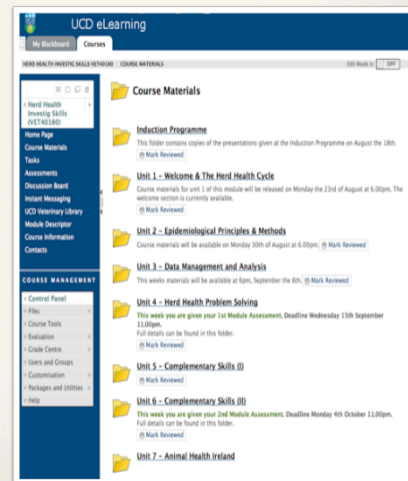 UCD eLearning
My Blackboard Courses
HERD HEALTH INVESTIG SKILLS VET40180 COURSE MATERIALS Edit Mode is: OFF
Herd Health
Investig Skills
(VET40180)
Home Page
Course Materials
Tasks
Assessments
Discussion Board
Instant Messaging
UCD Veterinary Library
Module Descriptor
Course Information
Contacts
COURSE MANAGEMENT
Control Panel
Files
Course Tools
Evaluation
Grade Centre
Users and Groups
Customisation
Packages and Utilities
Help
Course Materials
Induction Programme
This folder contains copies of the presentations given at the Induction Programme on August the 18th.
Mark Reviewed
Unit 1 - Welcome & The Herd Health Cycle
Course materials for unit 1 of this module will be released on Monday the 23rd of August at 6.00pm. The
welcome section is currently available.
Mark Reviewed
Unit 2 - Epidemiological Principles & Methods
Course materials will be available on Monday 30th of August at 6.00pm. Mark Reviewed
Unit 3 - Data Management and Analysis
This weeks materials will be available at 6pm, September the 6th. Mark Reviewed
Unit 4 - Herd Health Problem Solving
This week you are given your 1st Module Assessment. Deadline Wednesday 15th September
11.00pm.
Full details can be found in this folder.
Mark Reviewed
Unit 5 - Complementary Skills (I)
Mark Reviewed
Unit 6 - Complementary Skills (II)
This week you are given your 2nd Module Assessment. Deadline Monday 4th October 11.00pm.
Full details can be found in this folder.
Mark Reviewed
Unit 7 - Animal Health Ireland